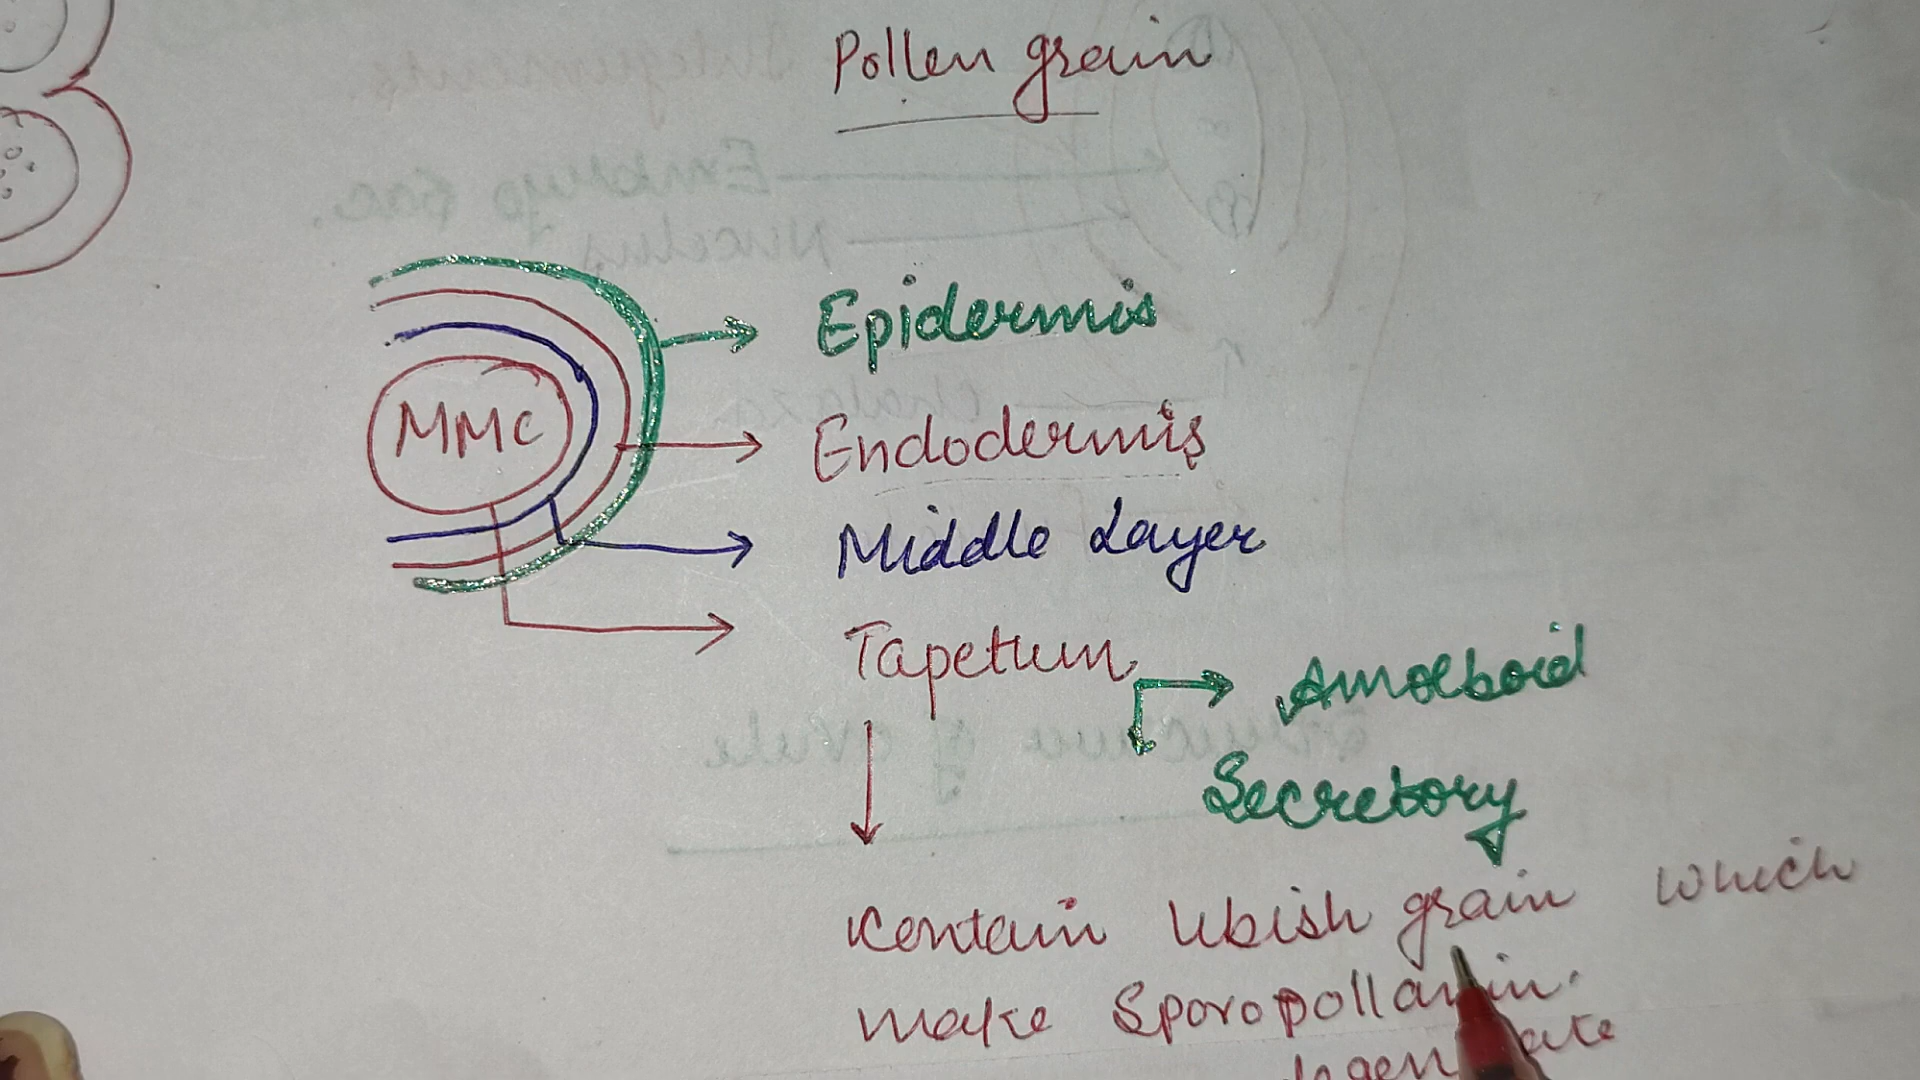 Pollen grain
Epidermis
MMC
Endodermis
Middle Layer
Tapetum
Amoeboid
Secretory
Contain Ubish grain which
make Sporopollanin.